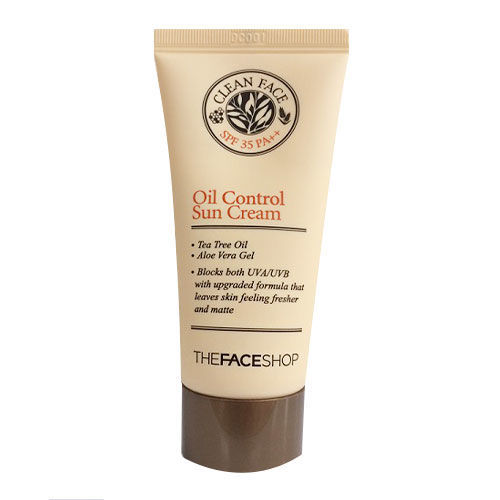 CLEAN FACE
SPF 35 PA++
Oil Control
Sun Cream
• Tea Tree Oil
• Aloe Vera Gel
• Blocks both UVA/UVB
with upgraded formula that
leaves skin feeling fresher
and matte
THEFACESHOP